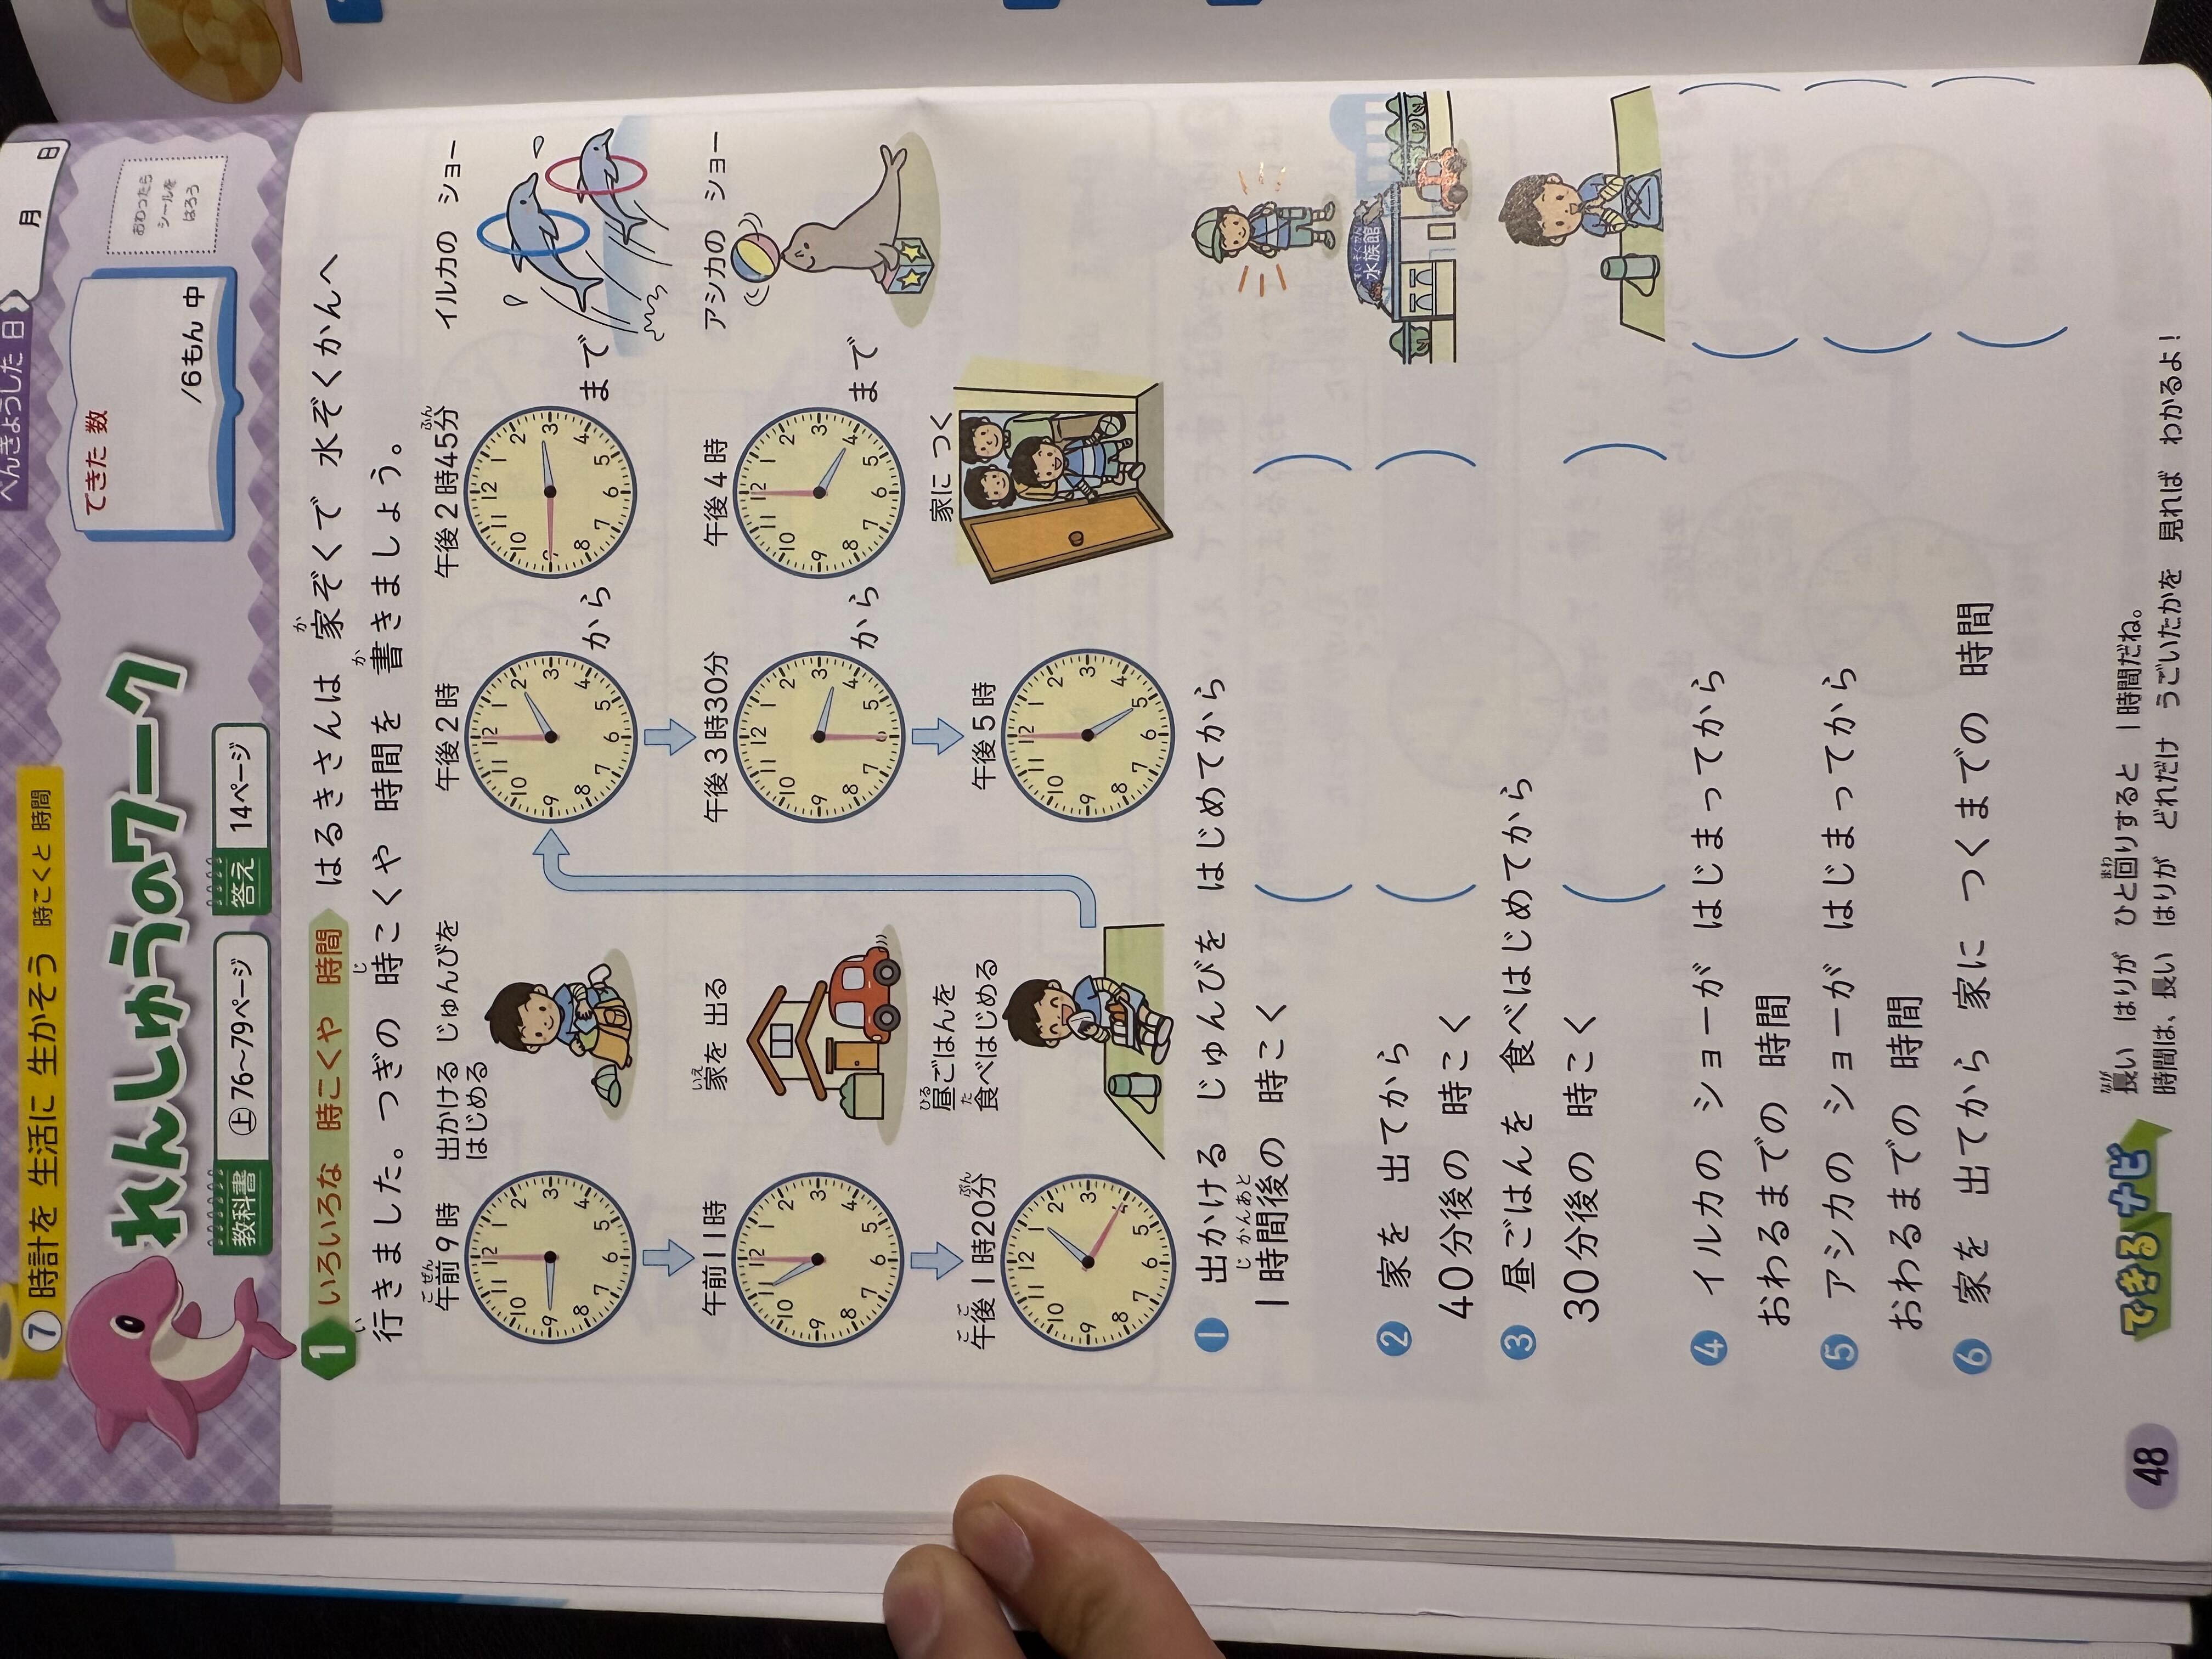 7 時計を 生活に 生かそう 時こくと 時間
べんきょうした 日
月 日
れんしゅうのワーク
教科書 上 76〜79ページ
答え 14ページ
できた 数
/6もん 中
おわったら
シールを
はろう
1 いろいろな 時こくや 時間 はるきさんは 家ぞくで 水ぞくかんへ
行きました。つぎの 時こくや 時間を 書きましょう。
午前9時
出かける じゅんびを
はじめる
午前11時
家を 出る
午後1時20分
昼ごはんを
食べはじめる
午後2時
から
午後2時45分
まで
イルカの ショー
午後3時30分
から
午後4時
まで
アシカの ショー
午後5時
家に つく
❶ 出かける じゅんびを はじめてから
1時間後の 時こく
( )
❷ 家を 出てから
40分後の 時こく
( )
水族館
❸ 昼ごはんを 食べはじめてから
30分後の 時こく
( )
❹ イルカの ショーが はじまってから
おわるまでの 時間
( )
❺ アシカの ショーが はじまってから
おわるまでの 時間
( )
❻ 家を 出てから 家に つくまでの 時間
( )
できるナビ
長い はりが ひと回りすると 1時間だね。
時間は、長い はりが どれだけ うごいたかを 見れば わかるよ!
48